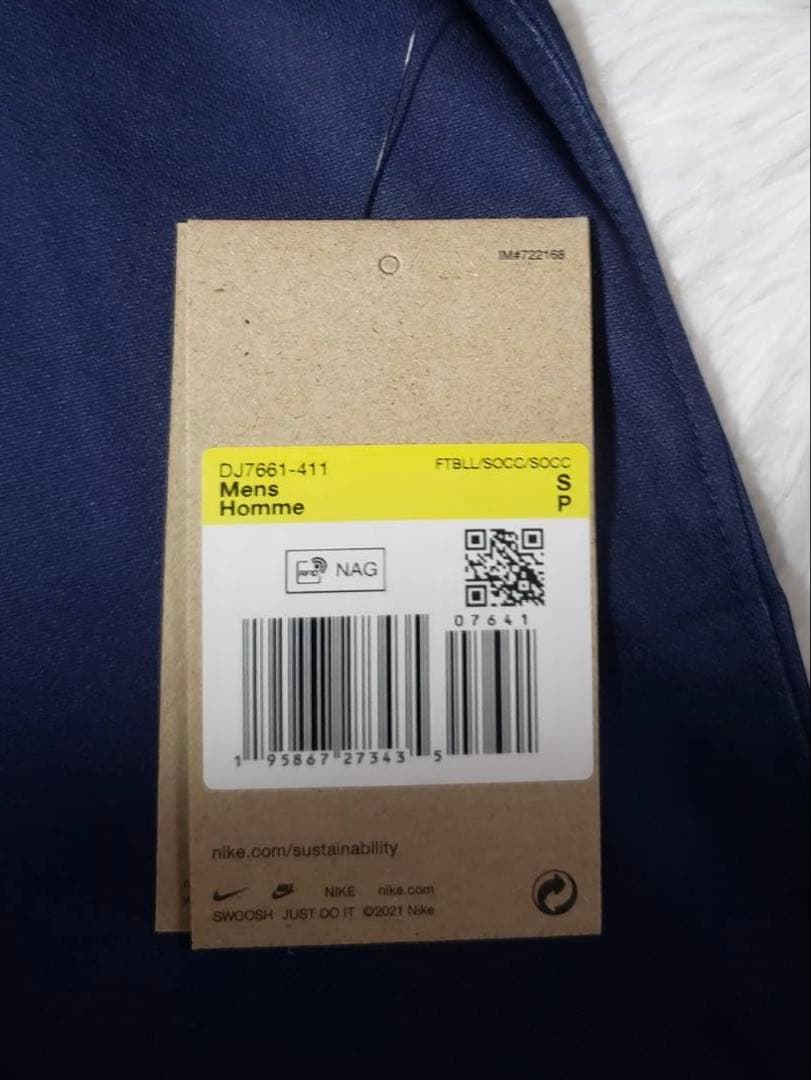 IM#722168
DJ7661-411 FTBLL/SOCC/SOCC
Mens S
Homme P
RFID NAG
07641
1 95867 27343 5
nike.com/sustainability
NIKE nike.com
SWOOSH JUST DO IT ©2021 Nike